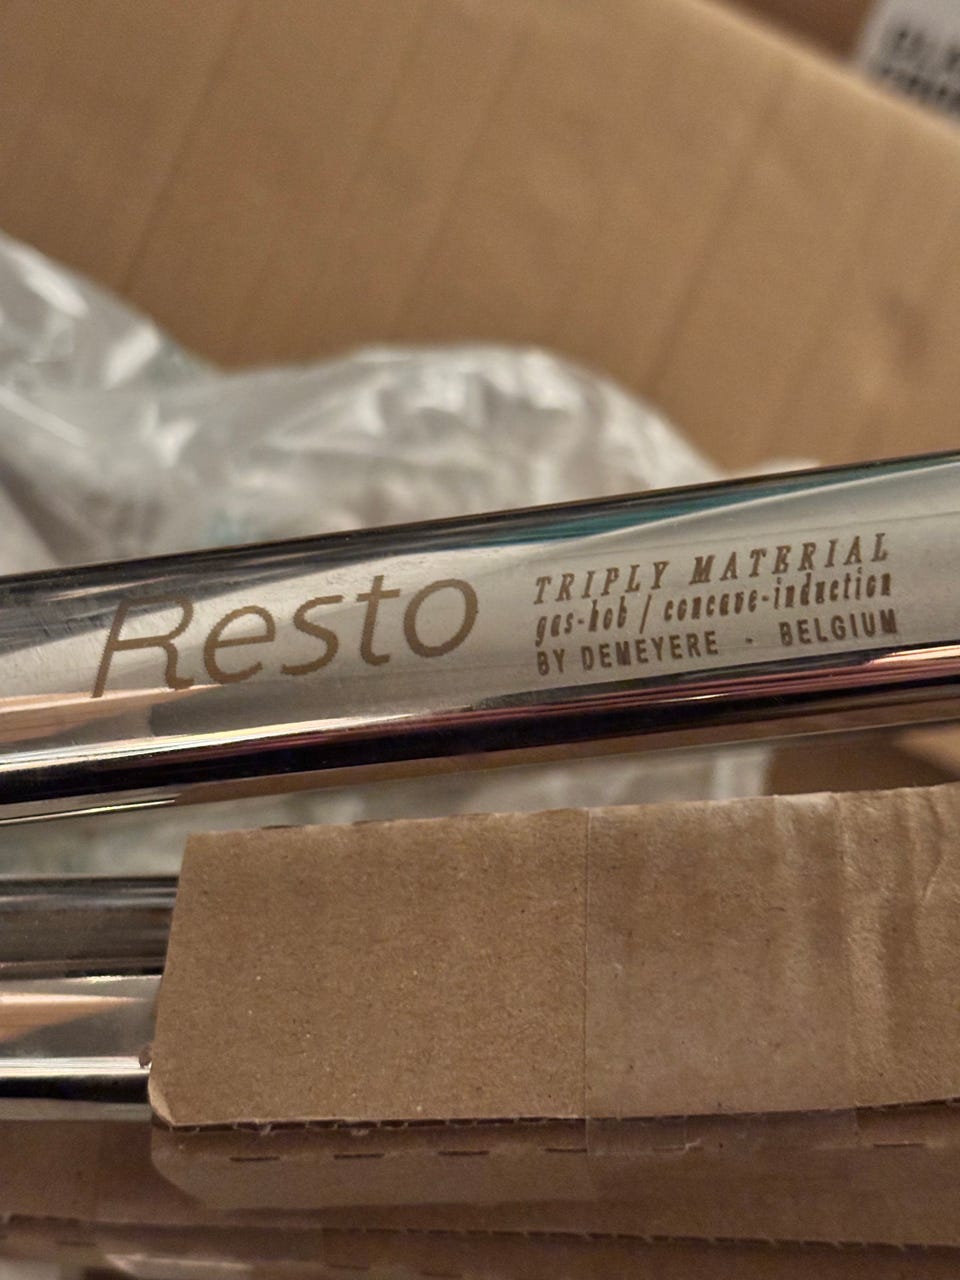 Resto
TRIPLY MATERIAL
gas-hob / concave-induction
BY DEMEYERE - BELGIUM